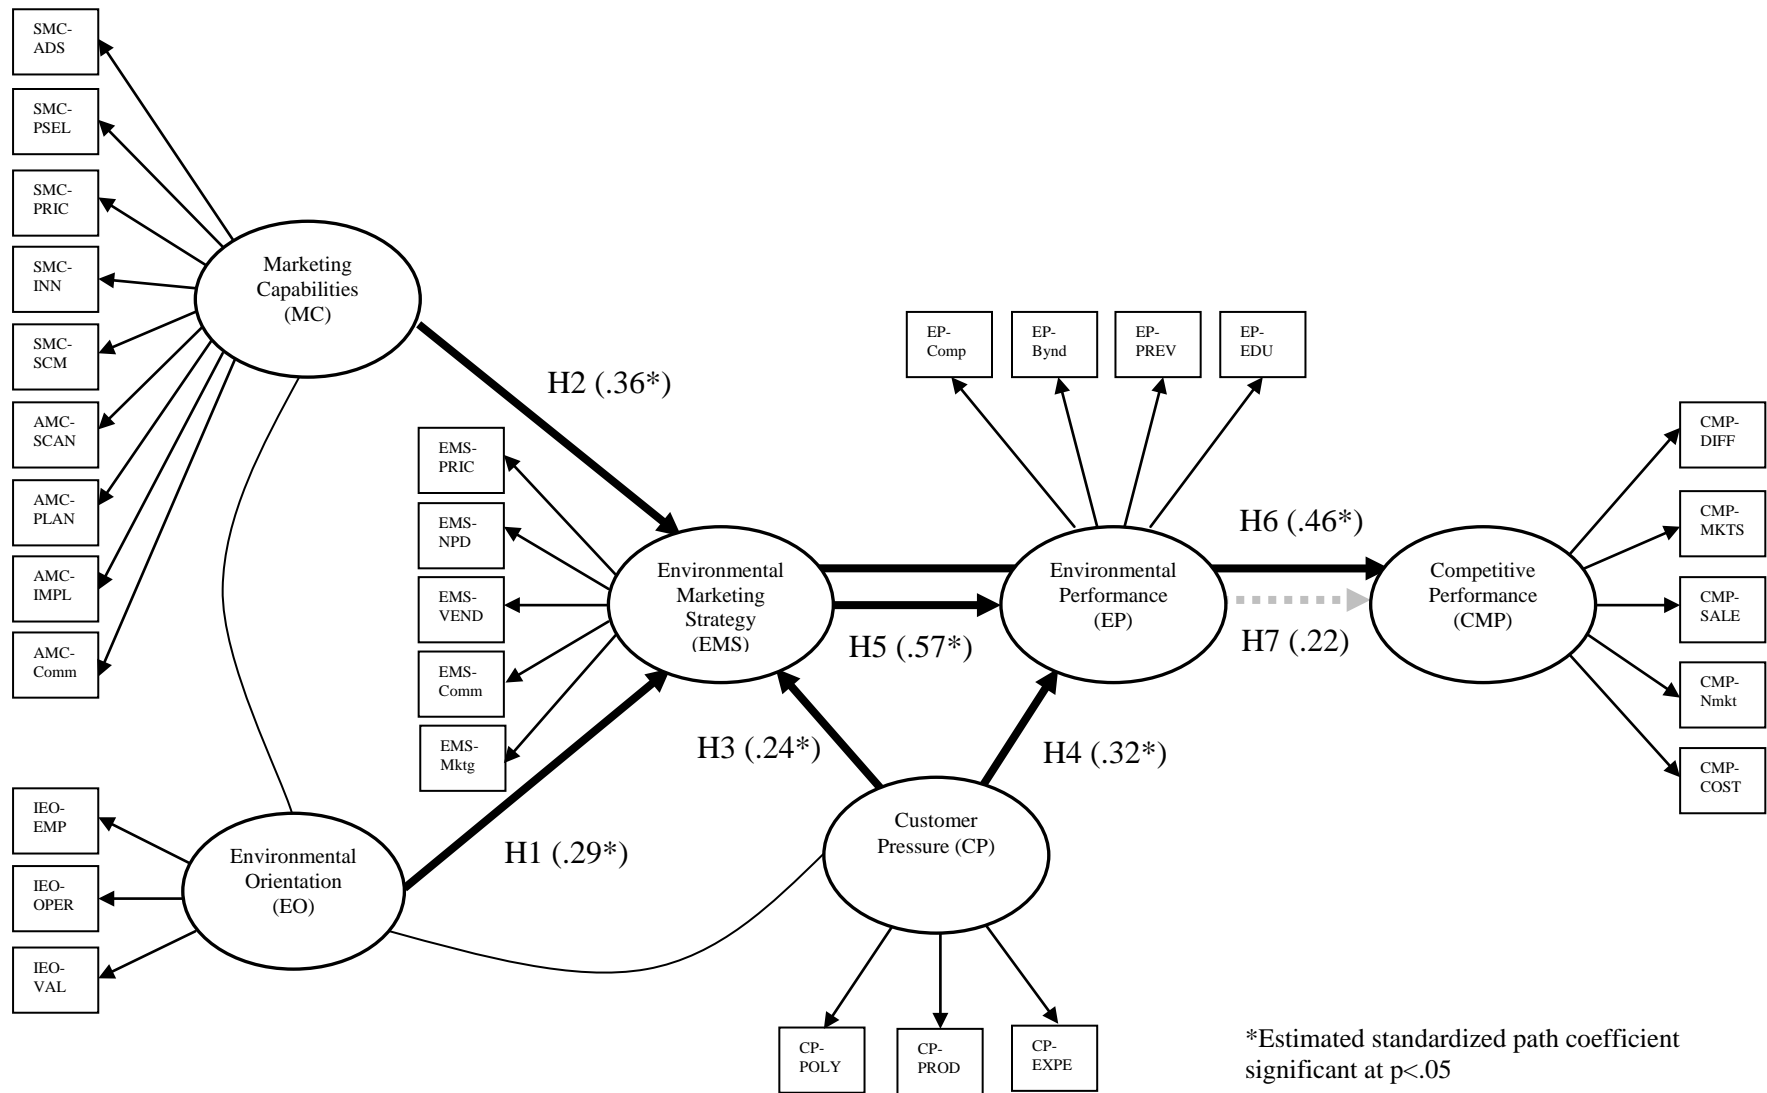 SMC-
ADS
SMC-
PSEL
SMC-
PRIC
SMC-
INN
SMC-
SCM
AMC-
SCAN
AMC-
PLAN
AMC-
IMPL
AMC-
Comm
Marketing
Capabilities
(MC)
H2 (.36*)
EMS-
PRIC
EMS-
NPD
EMS-
VEND
EMS-
Comm
EMS-
Mktg
Environmental
Marketing
Strategy
(EMS)
EP-
Comp
EP-
Bynd
EP-
PREV
EP-
EDU
Environmental
Performance
(EP)
H5 (.57*)
H6 (.46*)
H7 (.22)
Competitive
Performance
(CMP)
CMP-
DIFF
CMP-
MKTS
CMP-
SALE
CMP-
Nmkt
CMP-
COST
H3 (.24*)
H4 (.32*)
IEO-
EMP
IEO-
OPER
IEO-
VAL
Environmental
Orientation
(EO)
H1 (.29*)
Customer
Pressure (CP)
CP-
POLY
CP-
PROD
CP-
EXPE
*Estimated standardized path coefficient
significant at p<.05